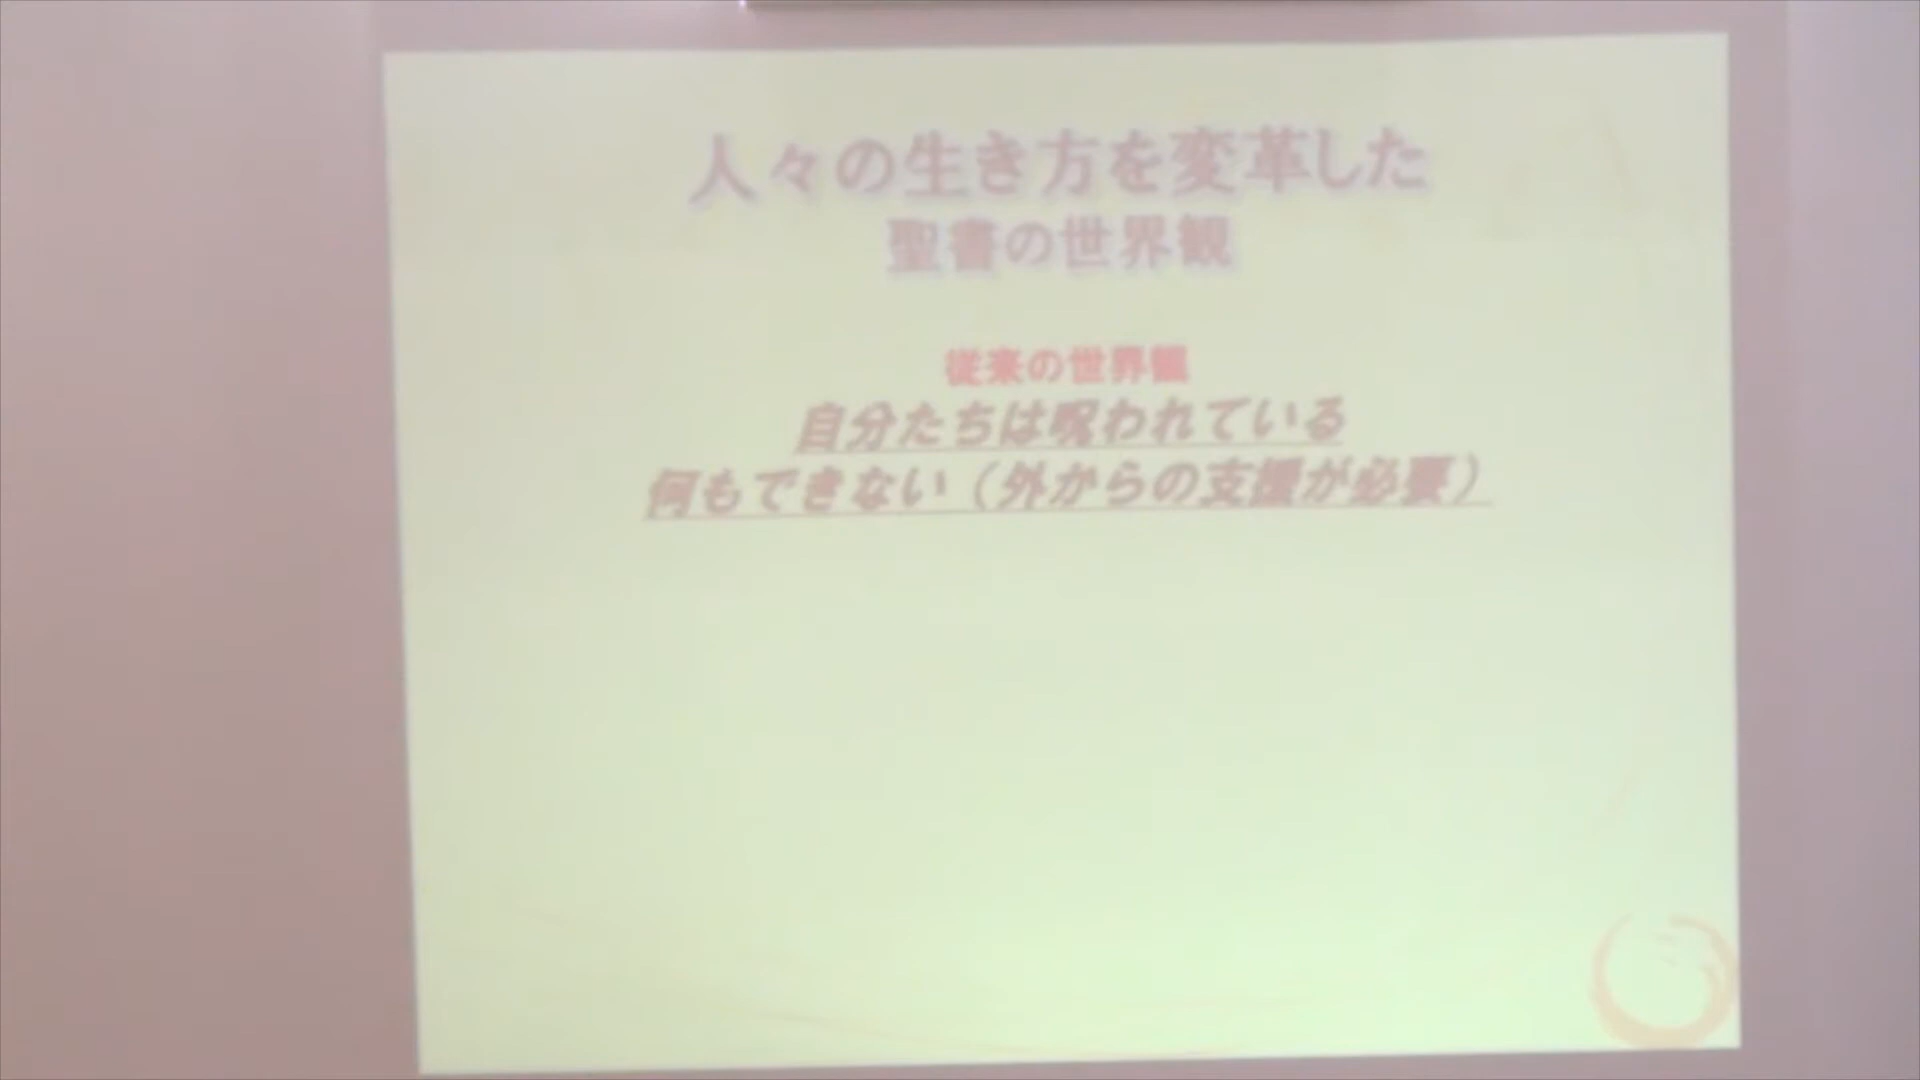 人々の生き方を変革した
聖書の世界観
従来の世界観
自分たちは呪われている
何もできない（外からの支援が必要）